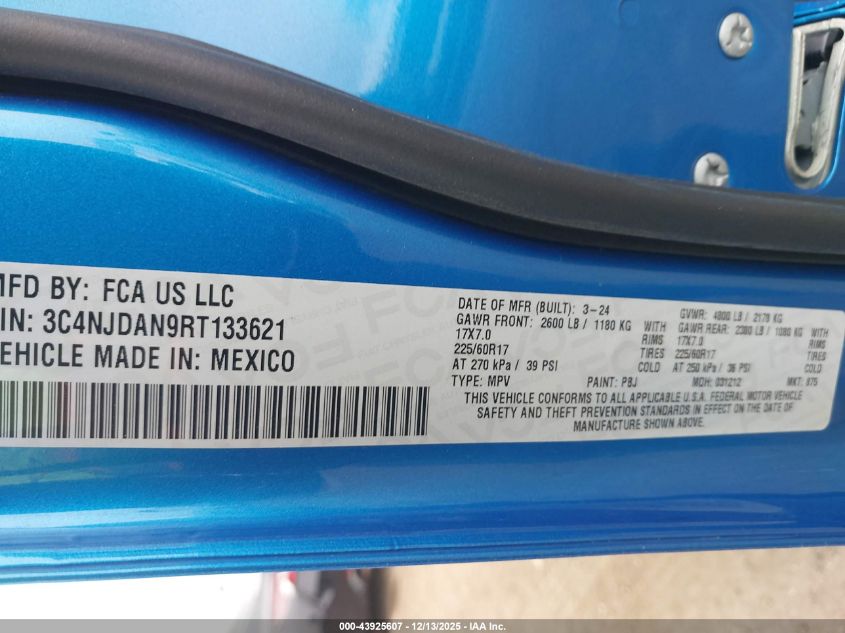 MFD BY: FCA US LLC
VIN: 3C4NJDAN9RT133621
VEHICLE MADE IN: MEXICO
DATE OF MFR (BUILT): 3-24
GVWR: 4800 LB / 2178 KG
GAWR FRONT: 2600 LB / 1180 KG WITH GAWR REAR: 2380 LB / 1080 KG WITH
17X7.0 RIMS 17X7.0 RIMS
225/60R17 TIRES 225/60R17 TIRES
AT 270 kPa / 39 PSI COLD AT 250 kPa / 36 PSI COLD
TYPE: MPV PAINT: PBJ MDH: 031212 MKT: 875
THIS VEHICLE CONFORMS TO ALL APPLICABLE U.S.A. FEDERAL MOTOR VEHICLE
SAFETY AND THEFT PREVENTION STANDARDS IN EFFECT ON THE DATE OF
MANUFACTURE SHOWN ABOVE.
000-43925607 - 12/13/2025 - IAA Inc.